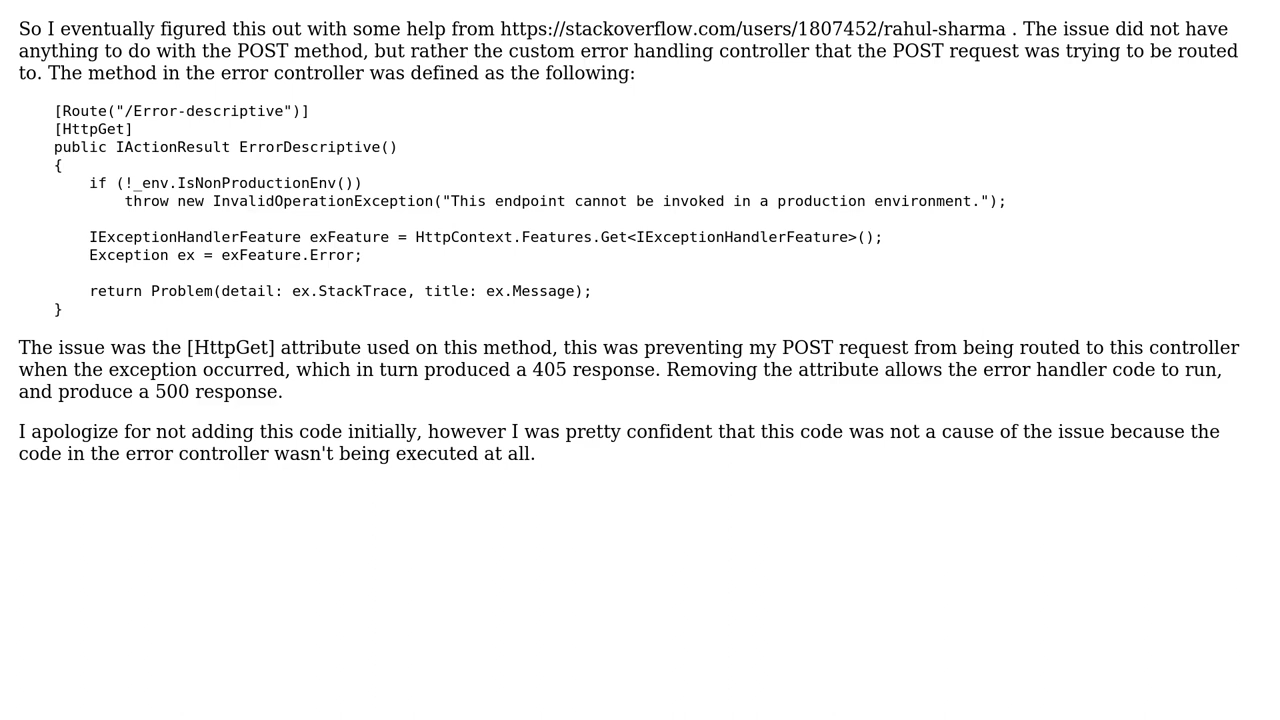 So I eventually figured this out with some help from https://stackoverflow.com/users/1807452/rahul-sharma . The issue did not have
anything to do with the POST method, but rather the custom error handling controller that the POST request was trying to be routed
to. The method in the error controller was defined as the following:
[Route("/Error-descriptive")]
[HttpGet]
public IActionResult ErrorDescriptive()
{
    if (!_env.IsNonProductionEnv())
        throw new InvalidOperationException("This endpoint cannot be invoked in a production environment.");
    IExceptionHandlerFeature exFeature = HttpContext.Features.Get<IExceptionHandlerFeature>();
    Exception ex = exFeature.Error;
    return Problem(detail: ex.StackTrace, title: ex.Message);
}
The issue was the [HttpGet] attribute used on this method, this was preventing my POST request from being routed to this controller
when the exception occurred, which in turn produced a 405 response. Removing the attribute allows the error handler code to run,
and produce a 500 response.
I apologize for not adding this code initially, however I was pretty confident that this code was not a cause of the issue because the
code in the error controller wasn't being executed at all.